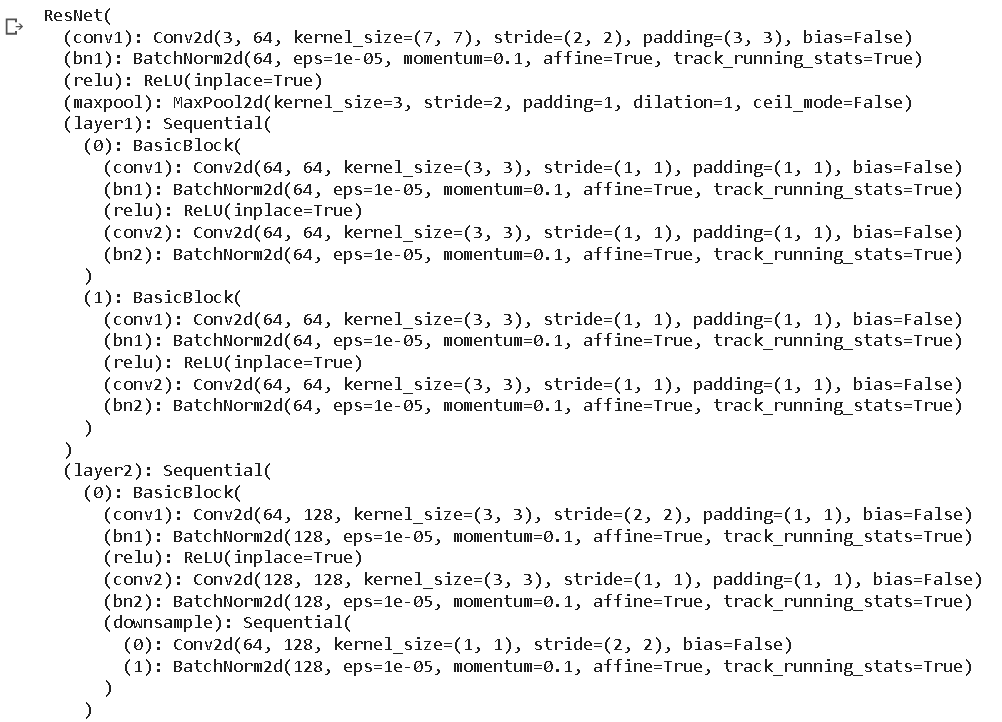 ResNet(
  (conv1): Conv2d(3, 64, kernel_size=(7, 7), stride=(2, 2), padding=(3, 3), bias=False)
  (bn1): BatchNorm2d(64, eps=1e-05, momentum=0.1, affine=True, track_running_stats=True)
  (relu): ReLU(inplace=True)
  (maxpool): MaxPool2d(kernel_size=3, stride=2, padding=1, dilation=1, ceil_mode=False)
  (layer1): Sequential(
    (0): BasicBlock(
      (conv1): Conv2d(64, 64, kernel_size=(3, 3), stride=(1, 1), padding=(1, 1), bias=False)
      (bn1): BatchNorm2d(64, eps=1e-05, momentum=0.1, affine=True, track_running_stats=True)
      (relu): ReLU(inplace=True)
      (conv2): Conv2d(64, 64, kernel_size=(3, 3), stride=(1, 1), padding=(1, 1), bias=False)
      (bn2): BatchNorm2d(64, eps=1e-05, momentum=0.1, affine=True, track_running_stats=True)
    )
    (1): BasicBlock(
      (conv1): Conv2d(64, 64, kernel_size=(3, 3), stride=(1, 1), padding=(1, 1), bias=False)
      (bn1): BatchNorm2d(64, eps=1e-05, momentum=0.1, affine=True, track_running_stats=True)
      (relu): ReLU(inplace=True)
      (conv2): Conv2d(64, 64, kernel_size=(3, 3), stride=(1, 1), padding=(1, 1), bias=False)
      (bn2): BatchNorm2d(64, eps=1e-05, momentum=0.1, affine=True, track_running_stats=True)
    )
  )
  (layer2): Sequential(
    (0): BasicBlock(
      (conv1): Conv2d(64, 128, kernel_size=(3, 3), stride=(2, 2), padding=(1, 1), bias=False)
      (bn1): BatchNorm2d(128, eps=1e-05, momentum=0.1, affine=True, track_running_stats=True)
      (relu): ReLU(inplace=True)
      (conv2): Conv2d(128, 128, kernel_size=(3, 3), stride=(1, 1), padding=(1, 1), bias=False)
      (bn2): BatchNorm2d(128, eps=1e-05, momentum=0.1, affine=True, track_running_stats=True)
      (downsample): Sequential(
        (0): Conv2d(64, 128, kernel_size=(1, 1), stride=(2, 2), bias=False)
        (1): BatchNorm2d(128, eps=1e-05, momentum=0.1, affine=True, track_running_stats=True)
      )
    )